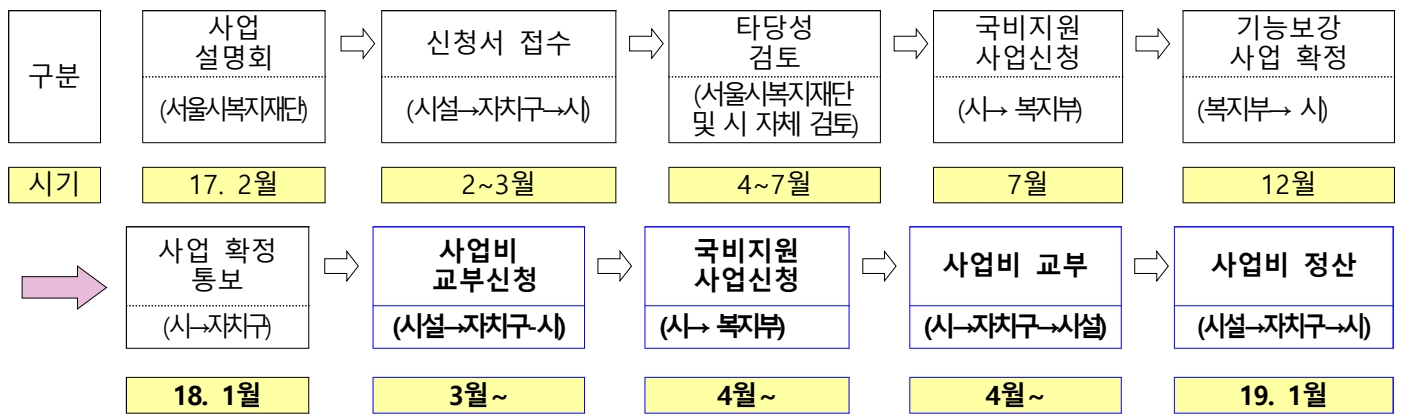 구분
사업
설명회
(서울시복지재단)
신청서 접수
(시설→자치구→시)
타당성
검토
(서울시복지재단
및 시 자체 검토)
국비지원
사업신청
(시→ 복지부)
기능보강
사업 확정
(복지부→ 시)
시기
17. 2월
2~3월
4~7월
7월
12월
사업 확정
통보
(시→자치구)
사업비
교부신청
(시설→자치구-시)
국비지원
사업신청
(시→ 복지부)
사업비 교부
(시→자치구→시설)
사업비 정산
(시설→자치구→시)
18. 1월
3월~
4월~
4월~
19. 1월